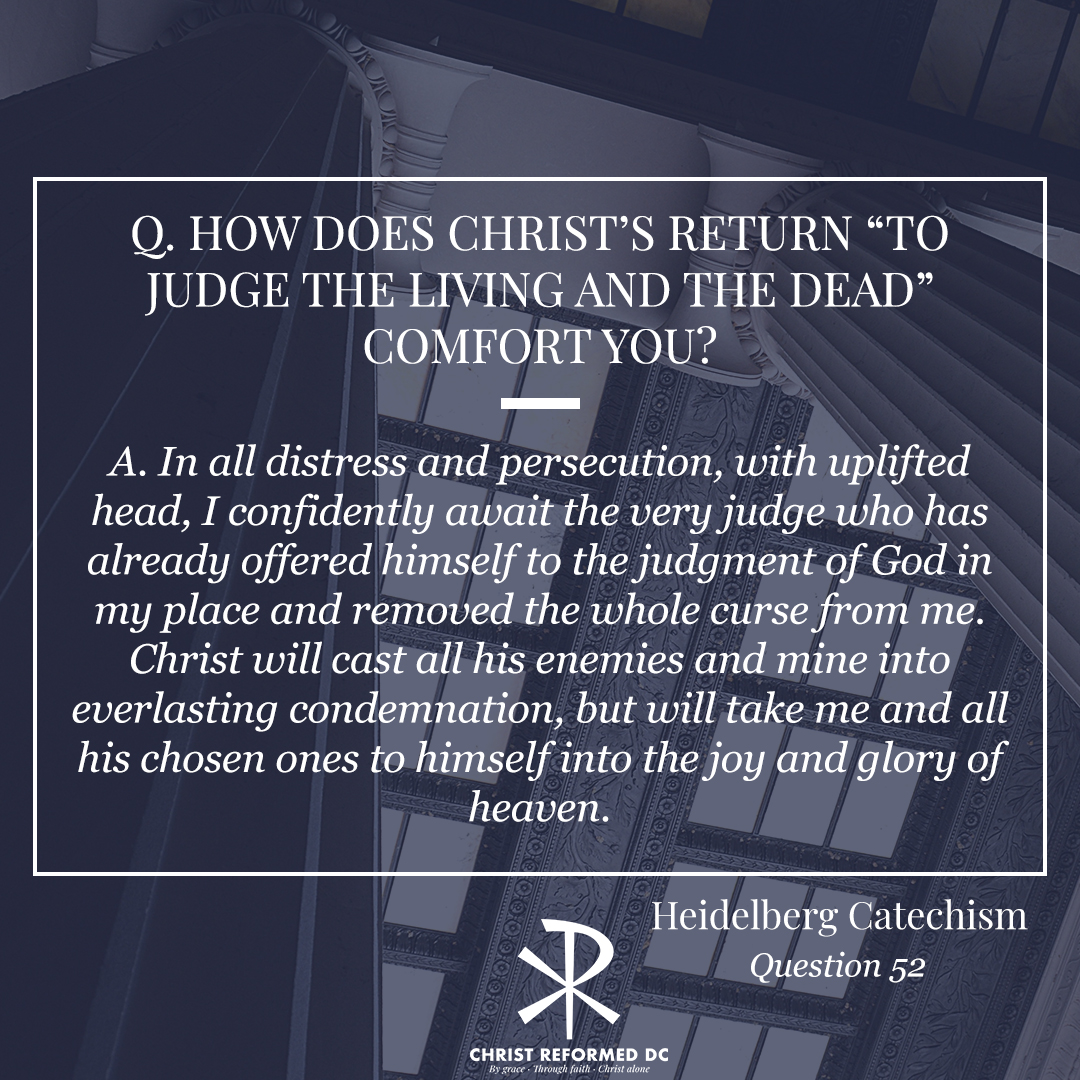 Q. HOW DOES CHRIST’S RETURN “TO
JUDGE THE LIVING AND THE DEAD”
COMFORT YOU?
A. In all distress and persecution, with uplifted
head, I confidently await the very judge who has
already offered himself to the judgment of God in
my place and removed the whole curse from me.
Christ will cast all his enemies and mine into
everlasting condemnation, but will take me and all
his chosen ones to himself into the joy and glory of
heaven.
Heidelberg Catechism
Question 52
CHRIST REFORMED DC
By grace · Through faith · Christ alone